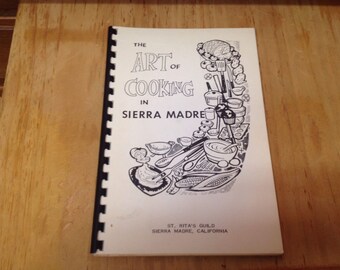 THE
ART OF
COOKING
IN
SIERRA MADRE
ST. RITA'S GUILD
SIERRA MADRE, CALIFORNIA